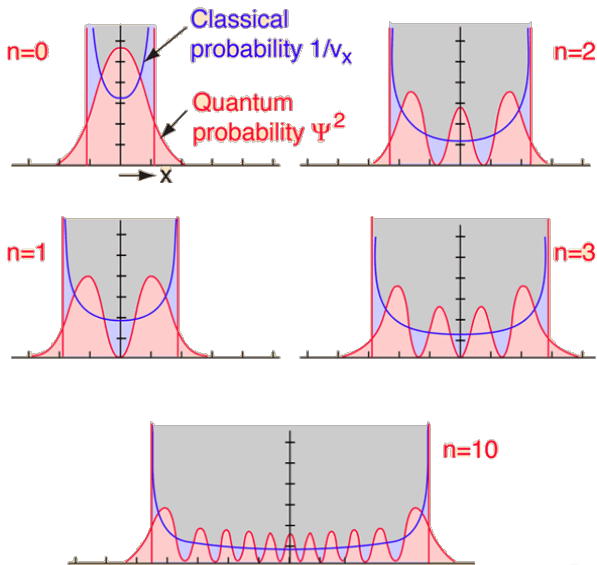 n=0
Classical
probability 1/vₓ
n=2
Quantum
probability Ψ²
x
n=1
n=3
n=10